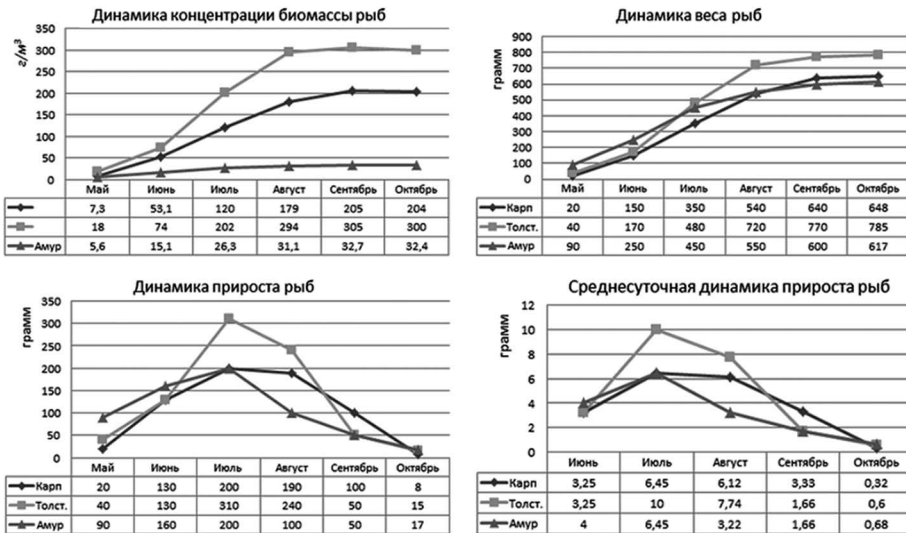 Динамика концентрации биомассы рыб
г/м³
350
300
250
200
150
100
50
0
Май Июнь Июль Август Сентябрь Октябрь
7,3 53,1 120 179 205 204
18 74 202 294 305 300
Амур 5,6 15,1 26,3 31,1 32,7 32,4
Динамика веса рыб
грамм
900
800
700
600
500
400
300
200
100
0
Май Июнь Июль Август Сентябрь Октябрь
Карп 20 150 350 540 640 648
Толст. 40 170 480 720 770 785
Амур 90 250 450 550 600 617
Динамика прироста рыб
грамм
350
300
250
200
150
100
50
0
Май Июнь Июль Август Сентябрь Октябрь
Карп 20 130 200 190 100 8
Толст. 40 130 310 240 50 15
Амур 90 160 200 100 50 17
Среднесуточная динамика прироста рыб
грамм
12
10
8
6
4
2
0
Июнь Июль Август Сентябрь Октябрь
Карп 3,25 6,45 6,12 3,33 0,32
Толст. 3,25 10 7,74 1,66 0,6
Амур 4 6,45 3,22 1,66 0,68